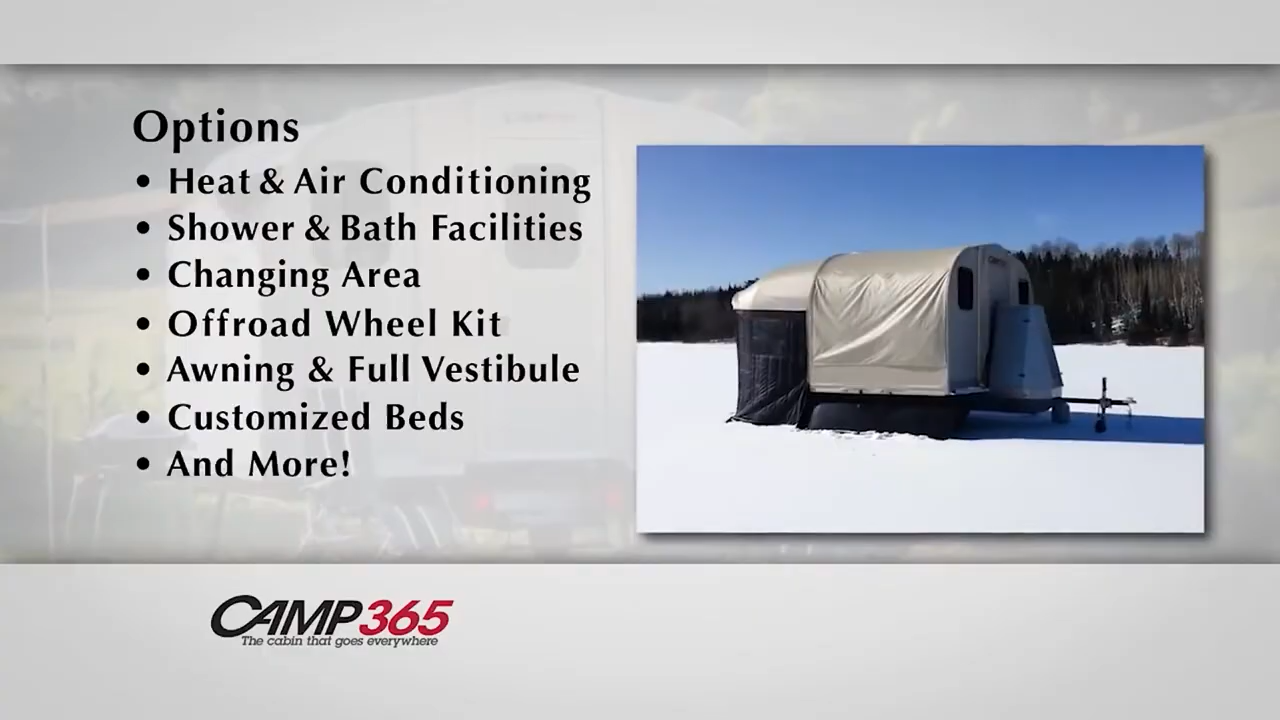 Options
• Heat & Air Conditioning
• Shower & Bath Facilities
• Changing Area
• Offroad Wheel Kit
• Awning & Full Vestibule
• Customized Beds
• And More!
CAMP365
The cabin that goes everywhere